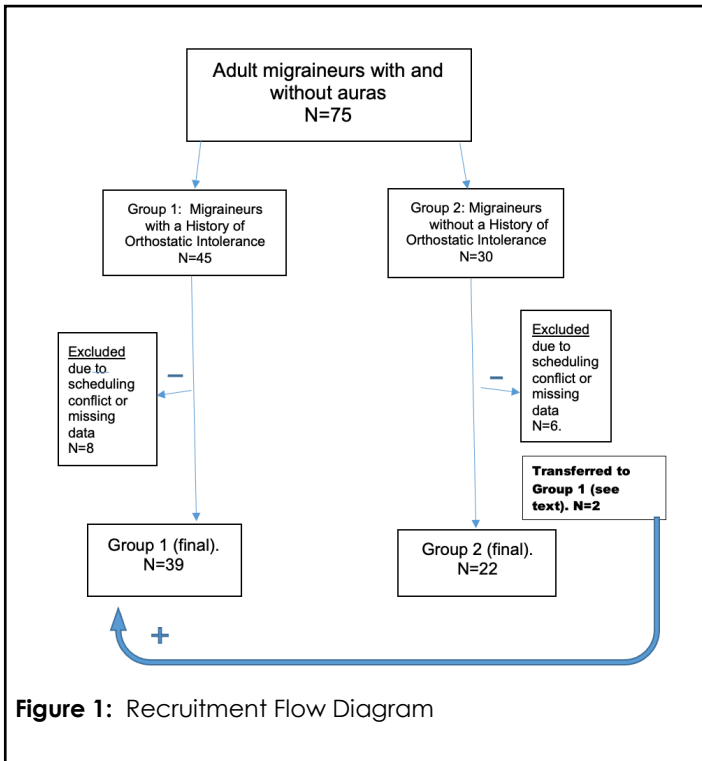 Adult migraineurs with and
without auras
N=75
Group 1: Migraineurs
with a History of
Orthostatic Intolerance
N=45
Group 2: Migraineurs
without a History of
Orthostatic Intolerance
N=30
Excluded
due to
scheduling
conflict or
missing
data
N=8
–
Excluded
due to
scheduling
conflict or
missing
data
N=6.
–
Transferred to
Group 1 (see
text). N=2
Group 1 (final).
N=39
Group 2 (final).
N=22
+
Figure 1: Recruitment Flow Diagram